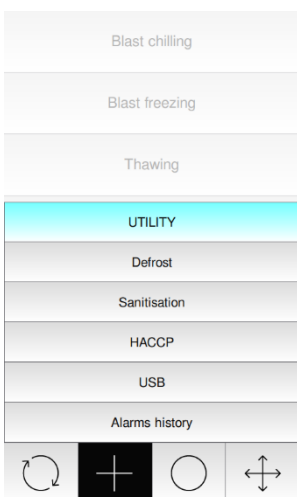 Blast chilling
Blast freezing
Thawing
UTILITY
Defrost
Sanitisation
HACCP
USB
Alarms history